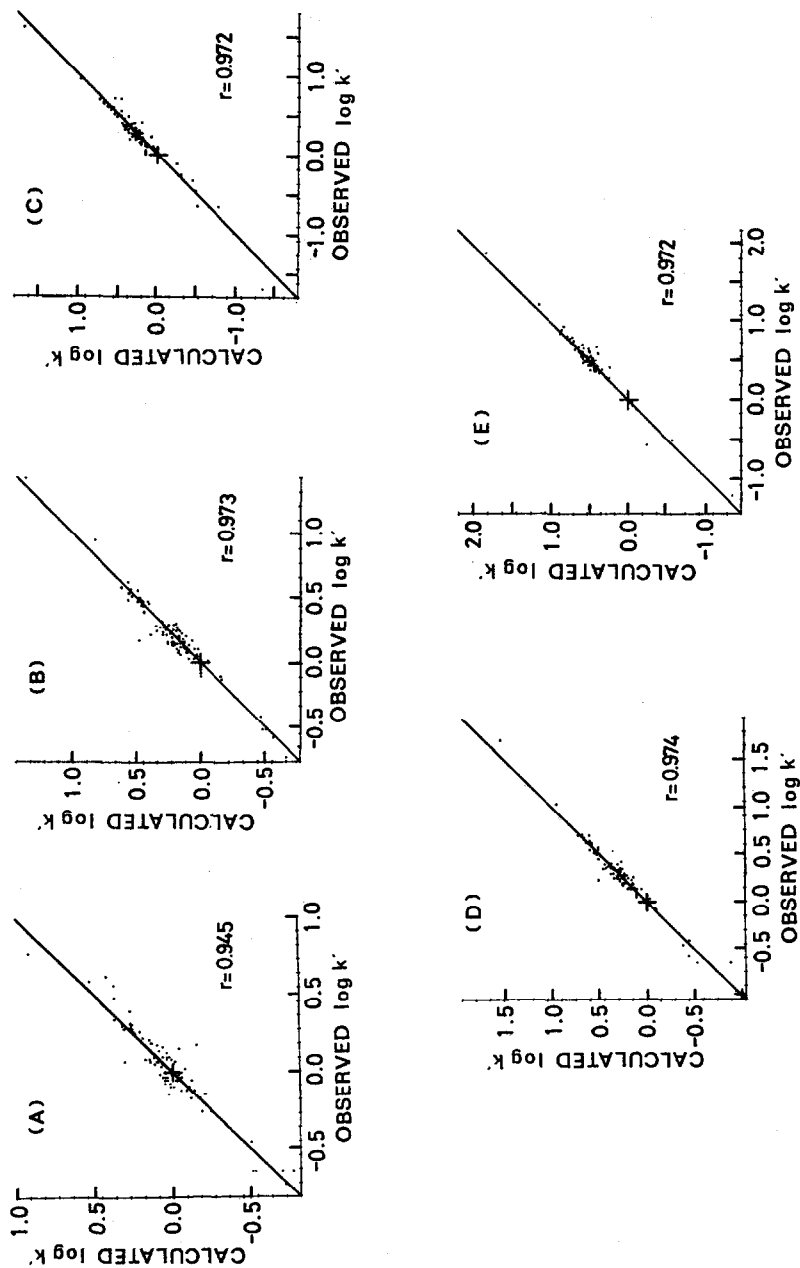 (A)
1.0
0.5
0.0
-0.5
CALCULATED log k'
r=0.945
-0.5 0.0 0.5 1.0
OBSERVED log k'
(B)
1.0
0.5
0.0
-0.5
CALCULATED log k'
r=0.973
-0.5 0.0 0.5 1.0
OBSERVED log k'
(C)
1.0
0.0
-1.0
CALCULATED log k'
r=0.972
-1.0 0.0 1.0
OBSERVED log k'
(D)
1.5
1.0
0.5
0.0
-0.5
CALCULATED log k'
r=0.974
-0.5 0.0 0.5 1.0 1.5
OBSERVED log k'
(E)
2.0
1.0
0.0
-1.0
CALCULATED log k'
r=0.972
-1.0 0.0 1.0 2.0
OBSERVED log k'